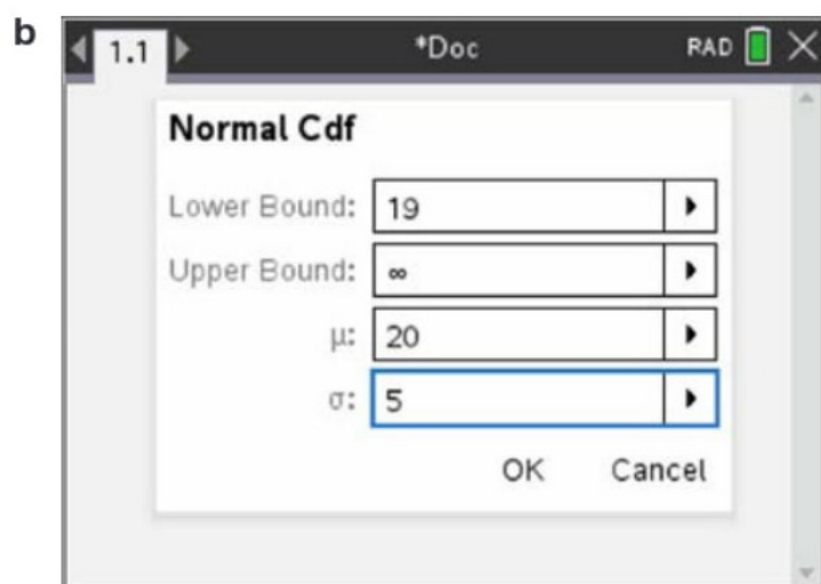 b
1.1 *Doc RAD
Normal Cdf
Lower Bound: 19
Upper Bound: ∞
μ: 20
σ: 5
OK Cancel